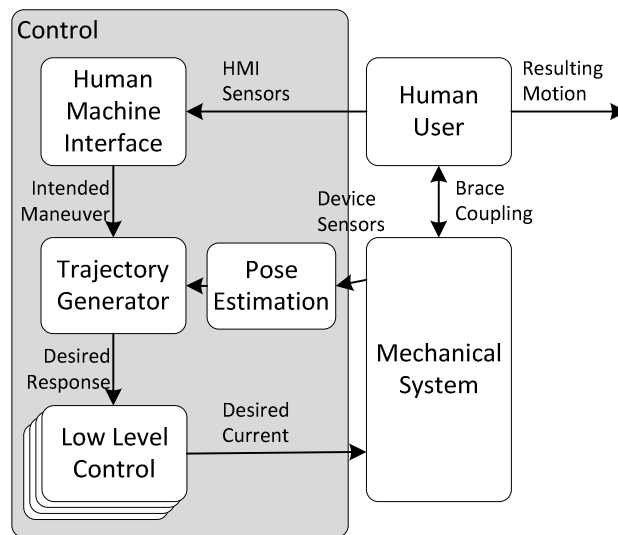 Control
Human
Machine
Interface
HMI
Sensors
Human
User
Resulting
Motion
Intended
Maneuver
Device
Sensors
Brace
Coupling
Trajectory
Generator
Pose
Estimation
Mechanical
System
Desired
Response
Low Level
Control
Desired
Current